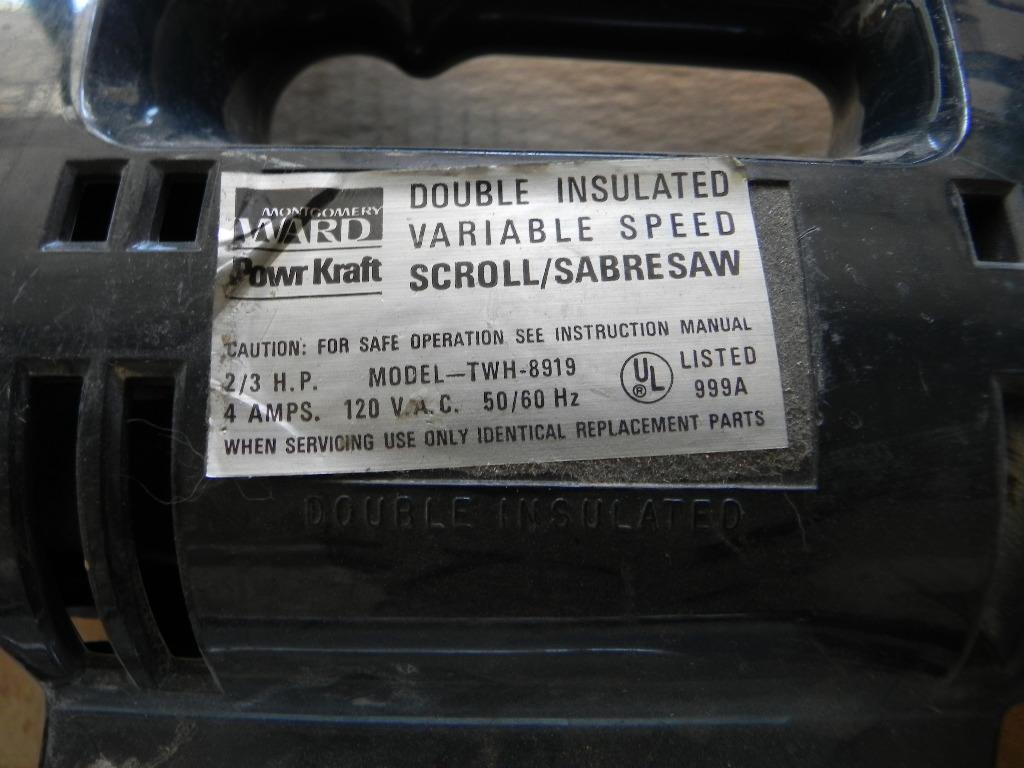 MONTGOMERY
WARD
Powr Kraft
DOUBLE INSULATED
VARIABLE SPEED
SCROLL/SABRESAW
CAUTION: FOR SAFE OPERATION SEE INSTRUCTION MANUAL
2/3 H.P. MODEL—TWH-8919
4 AMPS. 120 V.A.C. 50/60 Hz
UL ® LISTED
999A
WHEN SERVICING USE ONLY IDENTICAL REPLACEMENT PARTS
DOUBLE INSULATED